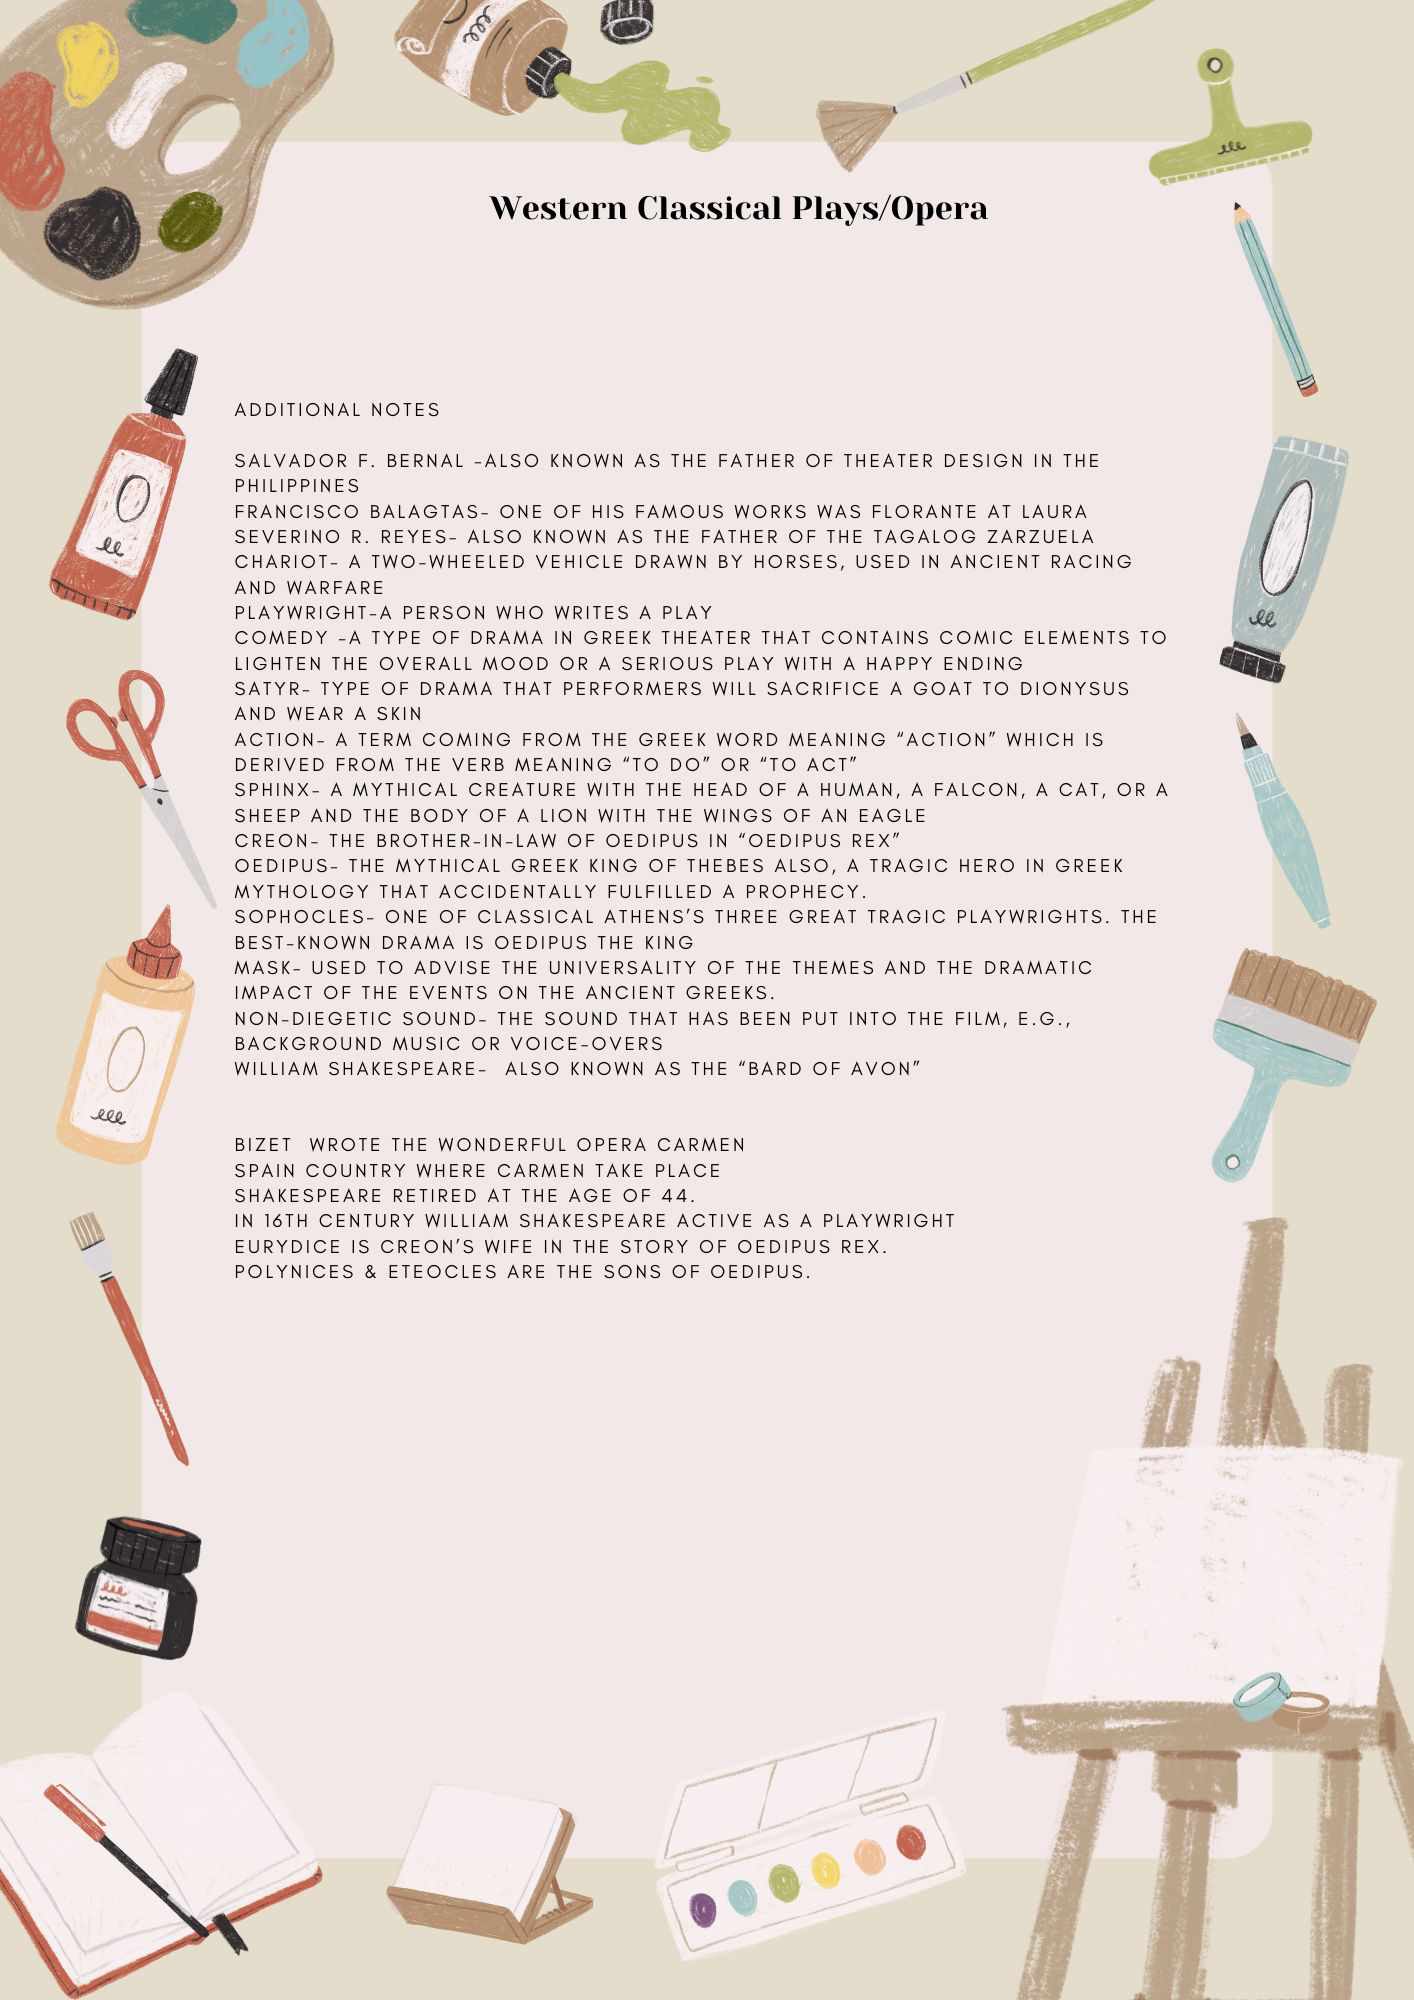 Western Classical Plays/Opera
ADDITIONAL NOTES
SALVADOR F. BERNAL -ALSO KNOWN AS THE FATHER OF THEATER DESIGN IN THE
PHILIPPINES
FRANCISCO BALAGTAS- ONE OF HIS FAMOUS WORKS WAS FLORANTE AT LAURA
SEVERINO R. REYES- ALSO KNOWN AS THE FATHER OF THE TAGALOG ZARZUELA
CHARIOT- A TWO-WHEELED VEHICLE DRAWN BY HORSES, USED IN ANCIENT RACING
AND WARFARE
PLAYWRIGHT-A PERSON WHO WRITES A PLAY
COMEDY -A TYPE OF DRAMA IN GREEK THEATER THAT CONTAINS COMIC ELEMENTS TO
LIGHTEN THE OVERALL MOOD OR A SERIOUS PLAY WITH A HAPPY ENDING
SATYR- TYPE OF DRAMA THAT PERFORMERS WILL SACRIFICE A GOAT TO DIONYSUS
AND WEAR A SKIN
ACTION- A TERM COMING FROM THE GREEK WORD MEANING “ACTION” WHICH IS
DERIVED FROM THE VERB MEANING “TO DO” OR “TO ACT”
SPHINX- A MYTHICAL CREATURE WITH THE HEAD OF A HUMAN, A FALCON, A CAT, OR A
SHEEP AND THE BODY OF A LION WITH THE WINGS OF AN EAGLE
CREON- THE BROTHER-IN-LAW OF OEDIPUS IN “OEDIPUS REX”
OEDIPUS- THE MYTHICAL GREEK KING OF THEBES ALSO, A TRAGIC HERO IN GREEK
MYTHOLOGY THAT ACCIDENTALLY FULFILLED A PROPHECY.
SOPHOCLES- ONE OF CLASSICAL ATHENS’S THREE GREAT TRAGIC PLAYWRIGHTS. THE
BEST-KNOWN DRAMA IS OEDIPUS THE KING
MASK- USED TO ADVISE THE UNIVERSALITY OF THE THEMES AND THE DRAMATIC
IMPACT OF THE EVENTS ON THE ANCIENT GREEKS.
NON-DIEGETIC SOUND- THE SOUND THAT HAS BEEN PUT INTO THE FILM, E.G.,
BACKGROUND MUSIC OR VOICE-OVERS
WILLIAM SHAKESPEARE-  ALSO KNOWN AS THE “BARD OF AVON”
BIZET  WROTE THE WONDERFUL OPERA CARMEN
SPAIN COUNTRY WHERE CARMEN TAKE PLACE
SHAKESPEARE RETIRED AT THE AGE OF 44.
IN 16TH CENTURY WILLIAM SHAKESPEARE ACTIVE AS A PLAYWRIGHT
EURYDICE IS CREON’S WIFE IN THE STORY OF OEDIPUS REX.
POLYNICES & ETEOCLES ARE THE SONS OF OEDIPUS.